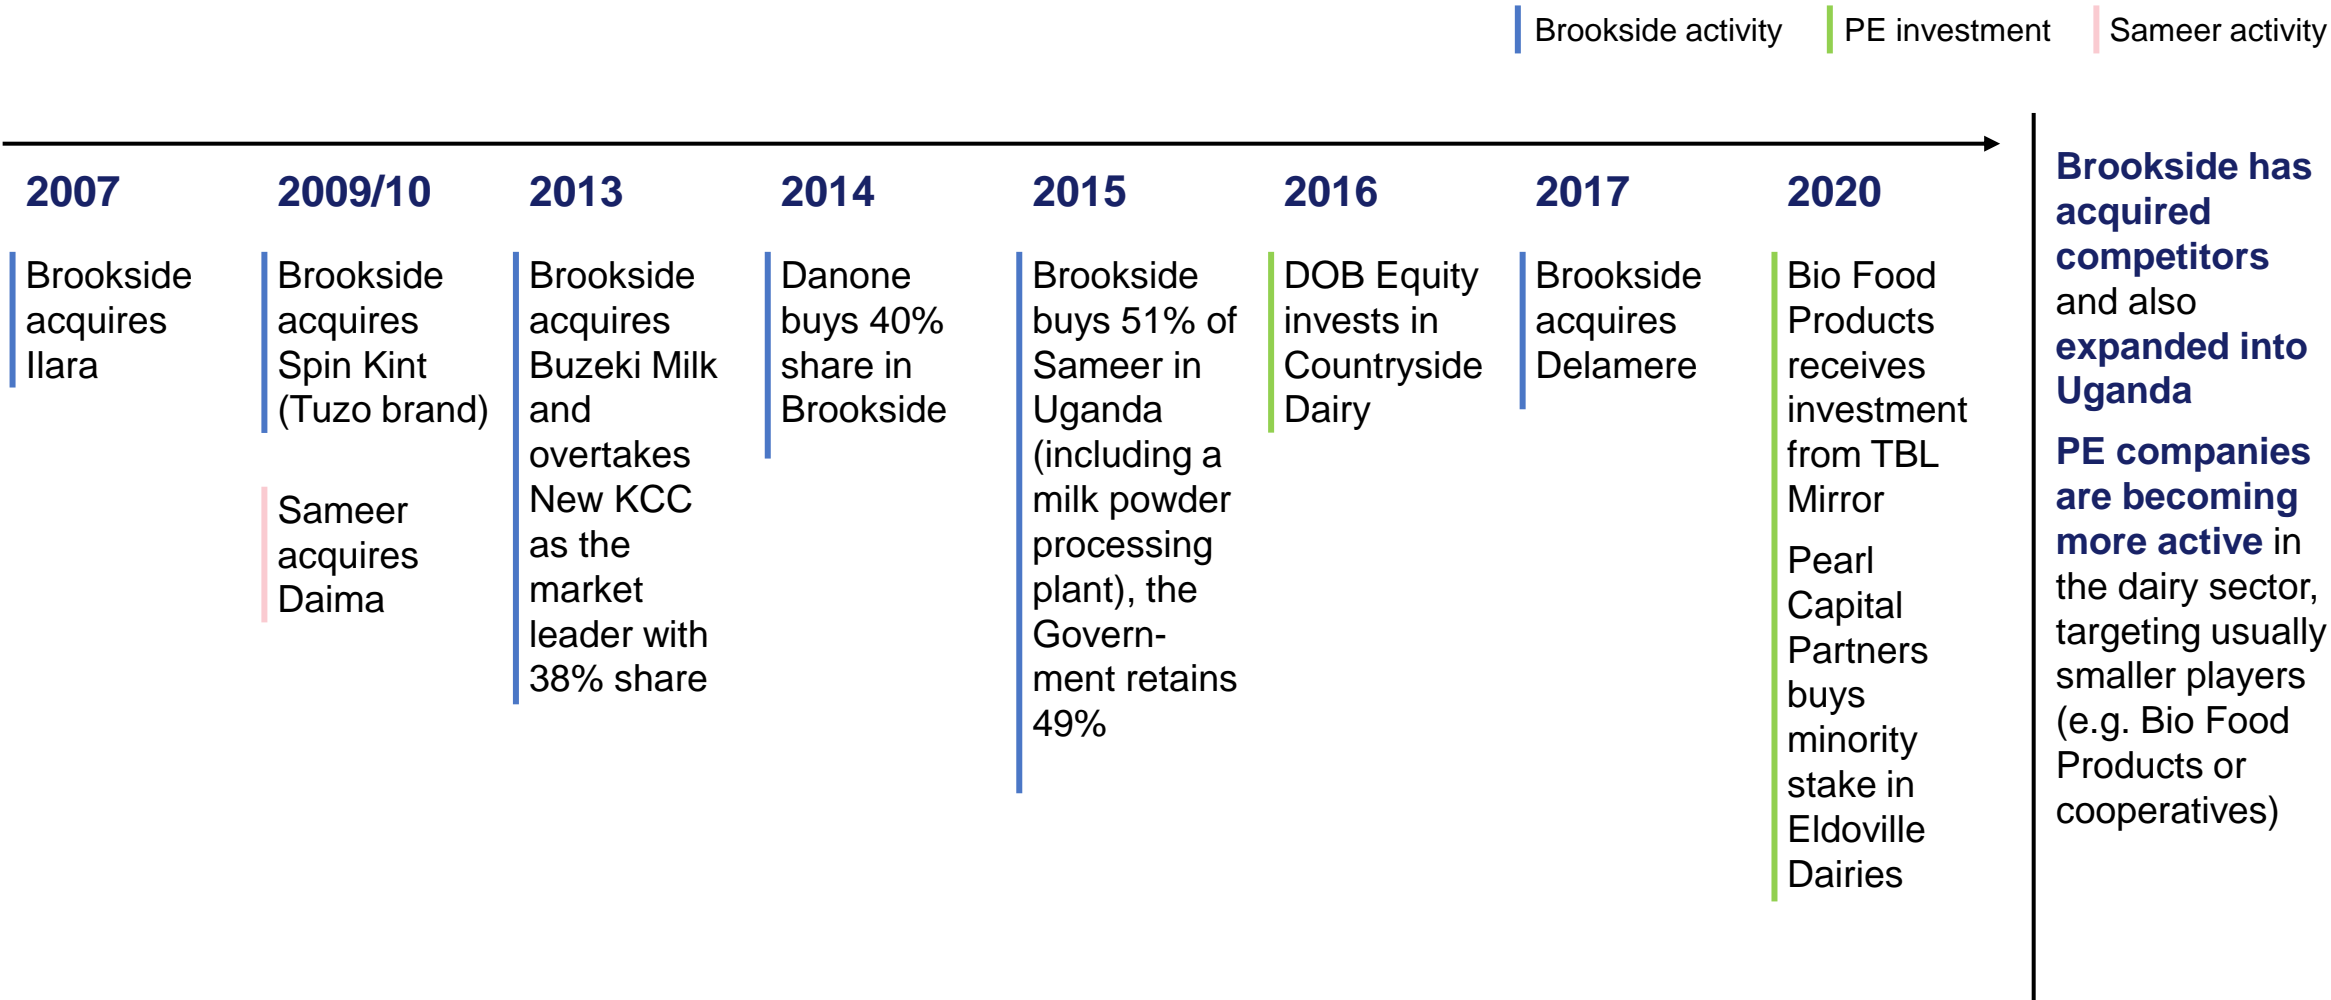 Brookside activity
PE investment
Sameer activity
2007
Brookside
acquires
Ilara
2009/10
Brookside
acquires
Spin Kint
(Tuzo brand)
Sameer
acquires
Daima
2013
Brookside
acquires
Buzeki Milk
and
overtakes
New KCC
as the
market
leader with
38% share
2014
Danone
buys 40%
share in
Brookside
2015
Brookside
buys 51% of
Sameer in
Uganda
(including a
milk powder
processing
plant), the
Govern-
ment retains
49%
2016
DOB Equity
invests in
Countryside
Dairy
2017
Brookside
acquires
Delamere
2020
Bio Food
Products
receives
investment
from TBL
Mirror
Pearl
Capital
Partners
buys
minority
stake in
Eldoville
Dairies
Brookside has
acquired
competitors
and also
expanded into
Uganda
PE companies
are becoming
more active in
the dairy sector,
targeting usually
smaller players
(e.g. Bio Food
Products or
cooperatives)